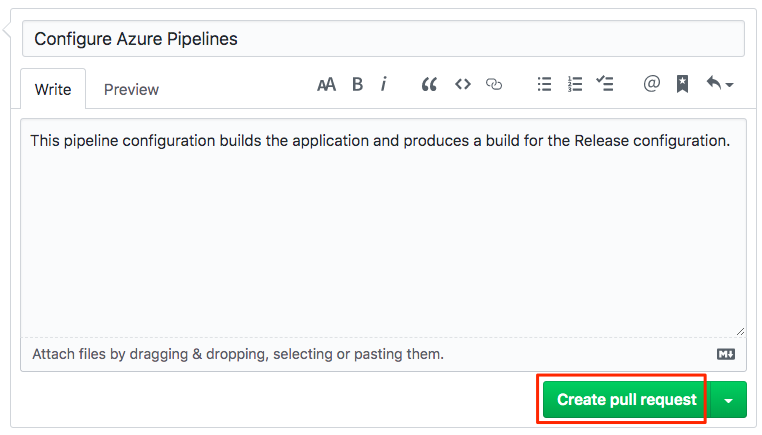 Configure Azure Pipelines
Write Preview AA B i @
This pipeline configuration builds the application and produces a build for the Release configuration.
Attach files by dragging & dropping, selecting or pasting them.
Create pull request